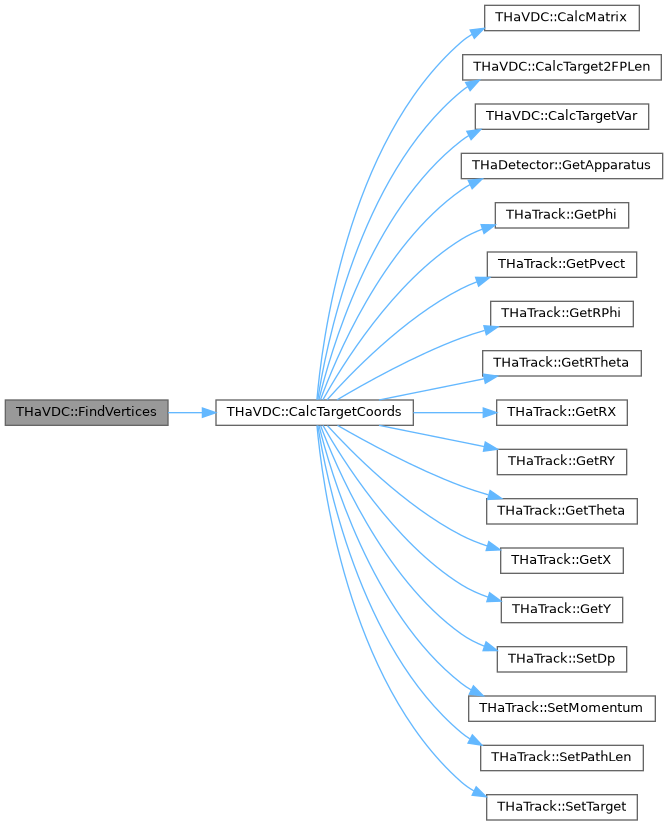 THaVDC::FindVertices
THaVDC::CalcTargetCoords
THaVDC::CalcMatrix
THaVDC::CalcTarget2FPLen
THaVDC::CalcTargetVar
THaDetector::GetApparatus
THaTrack::GetPhi
THaTrack::GetPvect
THaTrack::GetRPhi
THaTrack::GetRTheta
THaTrack::GetRX
THaTrack::GetRY
THaTrack::GetTheta
THaTrack::GetX
THaTrack::GetY
THaTrack::SetDp
THaTrack::SetMomentum
THaTrack::SetPathLen
THaTrack::SetTarget